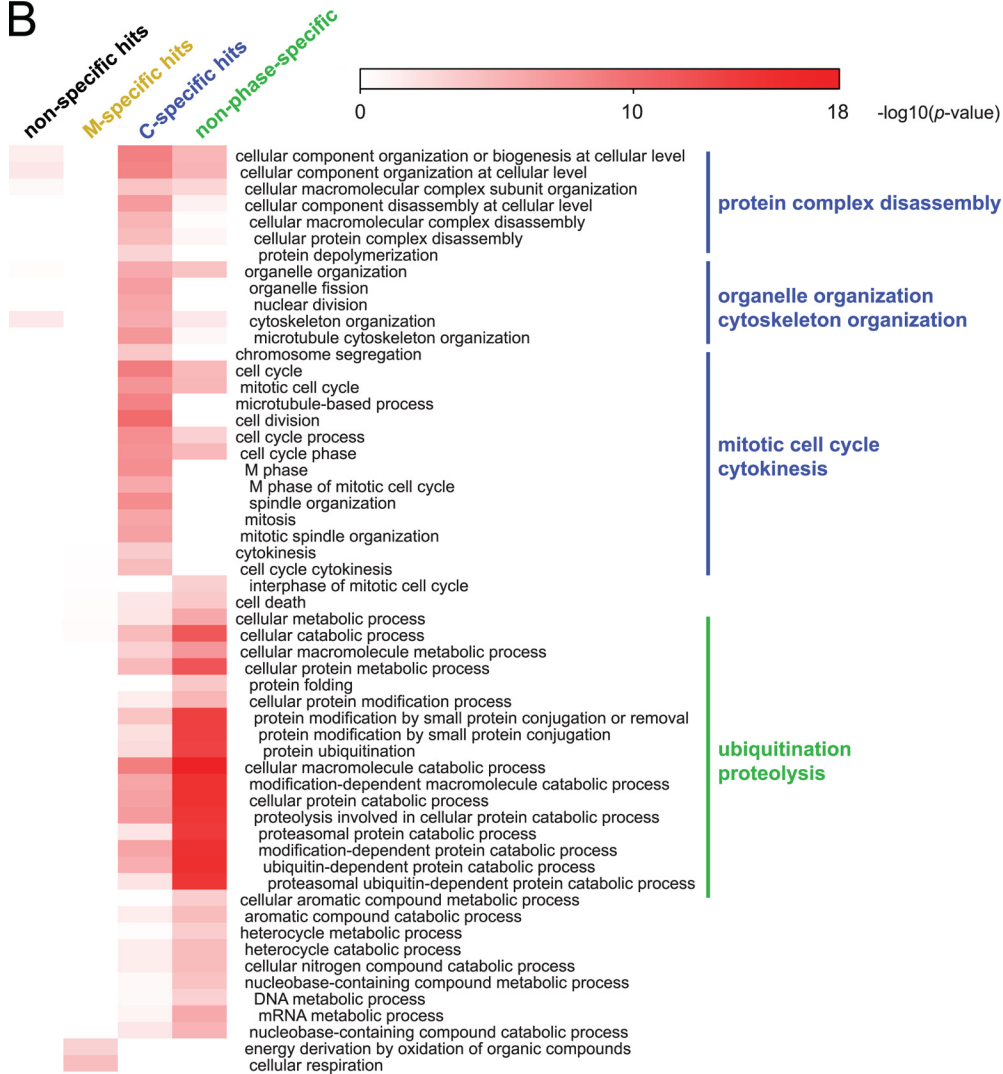 B
non-specific hits
M-specific hits
C-specific hits
non-phase-specific
0
10
18
-log10(p-value)
cellular component organization or biogenesis at cellular level
cellular component organization at cellular level
cellular macromolecular complex subunit organization
cellular component disassembly at cellular level
cellular macromolecular complex disassembly
cellular protein complex disassembly
protein depolymerization
organelle organization
organelle fission
nuclear division
cytoskeleton organization
microtubule cytoskeleton organization
chromosome segregation
cell cycle
mitotic cell cycle
microtubule-based process
cell division
cell cycle process
cell cycle phase
M phase
M phase of mitotic cell cycle
spindle organization
mitosis
mitotic spindle organization
cytokinesis
cell cycle cytokinesis
interphase of mitotic cell cycle
cell death
cellular metabolic process
cellular catabolic process
cellular macromolecule metabolic process
cellular protein metabolic process
protein folding
cellular protein modification process
protein modification by small protein conjugation or removal
protein modification by small protein conjugation
protein ubiquitination
cellular macromolecule catabolic process
modification-dependent macromolecule catabolic process
cellular protein catabolic process
proteolysis involved in cellular protein catabolic process
proteasomal protein catabolic process
modification-dependent protein catabolic process
ubiquitin-dependent protein catabolic process
proteasomal ubiquitin-dependent protein catabolic process
cellular aromatic compound metabolic process
aromatic compound catabolic process
heterocycle metabolic process
heterocycle catabolic process
cellular nitrogen compound catabolic process
nucleobase-containing compound metabolic process
DNA metabolic process
mRNA metabolic process
nucleobase-containing compound catabolic process
energy derivation by oxidation of organic compounds
cellular respiration
protein complex disassembly
organelle organization
cytoskeleton organization
mitotic cell cycle
cytokinesis
ubiquitination
proteolysis